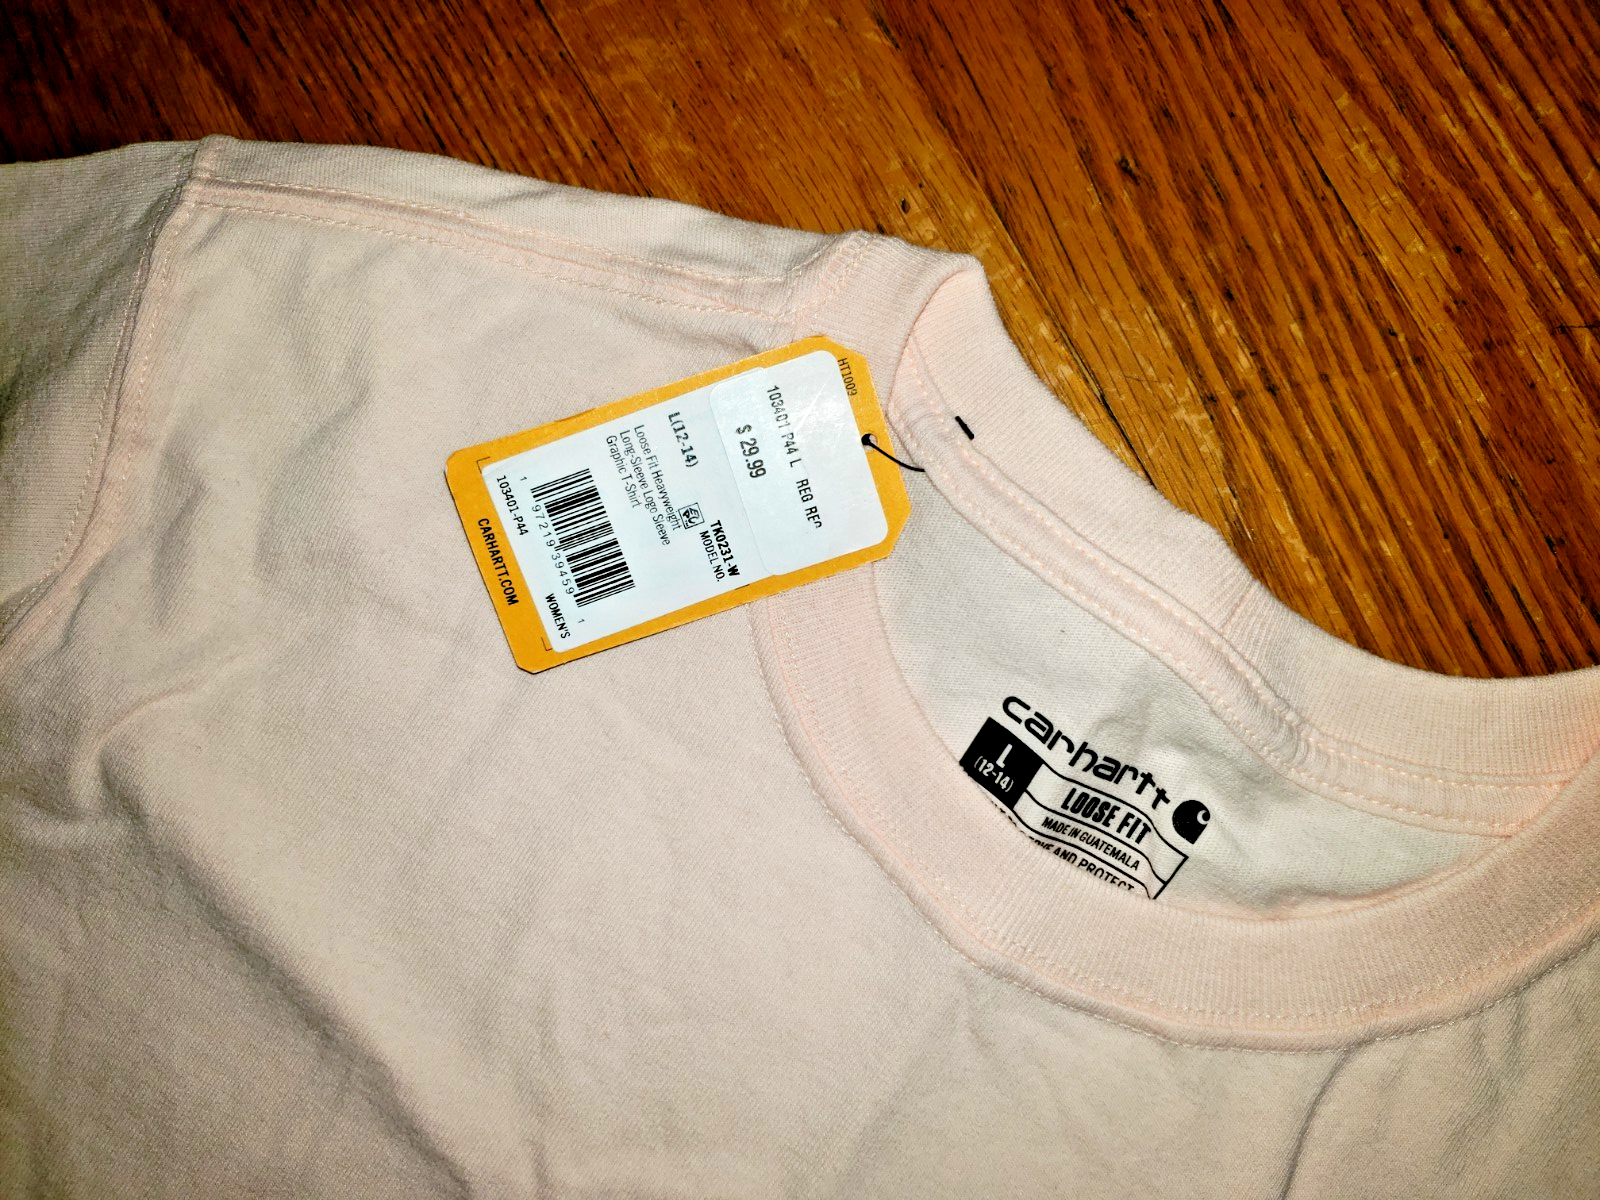 HT1009
103401 P44 L REG REG
$ 29.99
TK0231-W
MODEL NO.
L(12-14)
Loose Fit Heavyweight
Long-Sleeve Logo Sleeve
Graphic T-Shirt
1 97219 39459 1
103401-P44
WOMEN'S
CARHARTT.COM
carhartt
L
(12-14)
LOOSE FIT
MADE IN GUATEMALA
AND PROTECT